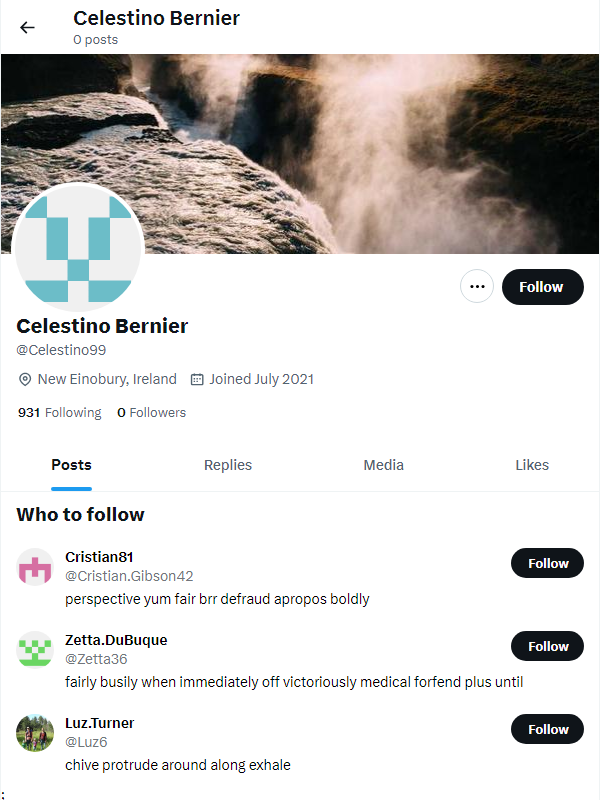 Celestino Bernier
0 posts
Follow
Celestino Bernier
@Celestino99
New Einobury, Ireland Joined July 2021
931 Following 0 Followers
Posts Replies Media Likes
Who to follow
Cristian81
@Cristian.Gibson42
Follow
perspective yum fair brr defraud apropos boldly
Zetta.DuBuque
@Zetta36
Follow
fairly busily when immediately off victoriously medical forfend plus until
Luz.Turner
@Luz6
Follow
chive protrude around along exhale
;